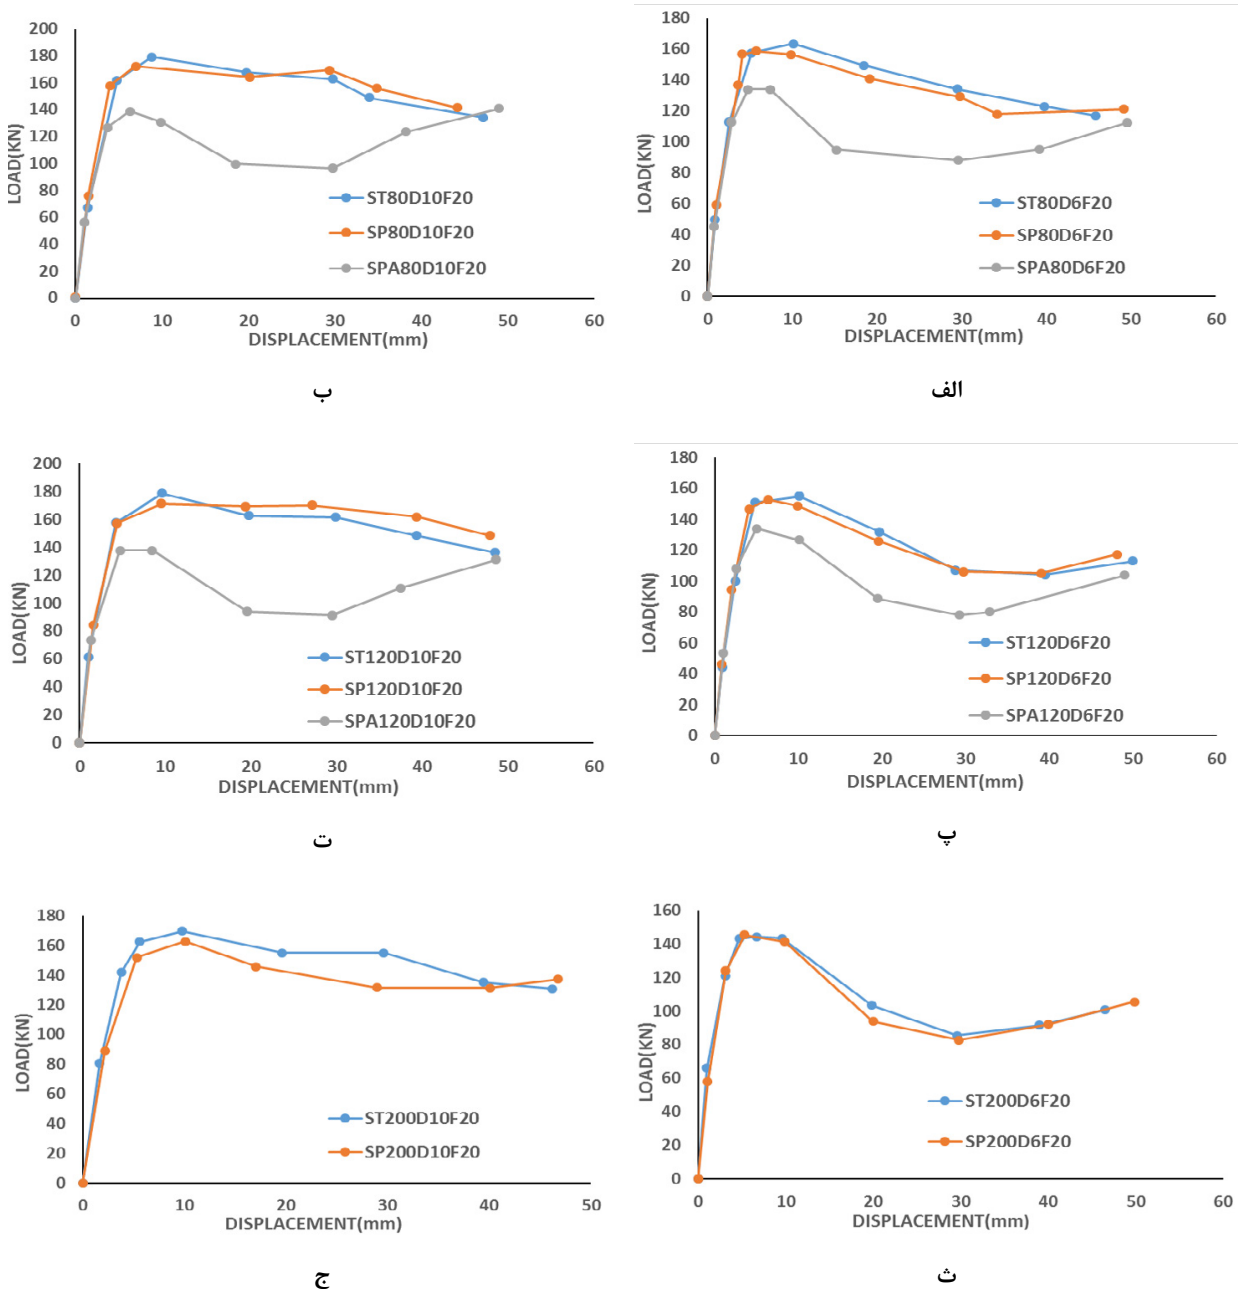 200
180
160
140
120
100
80
60
40
20
0
LOAD(KN)
ST80D10F20
SP80D10F20
SPA80D10F20
0 10 20 30 40 50 60
DISPLACEMENT(mm)
ب
180
160
140
120
100
80
60
40
20
0
LOAD(KN)
ST80D6F20
SP80D6F20
SPA80D6F20
0 10 20 30 40 50 60
DISPLACEMENT(mm)
الف
200
180
160
140
120
100
80
60
40
20
0
LOAD(KN)
ST120D10F20
SP120D10F20
SPA120D10F20
0 10 20 30 40 50 60
DISPLACEMENT(mm)
ت
180
160
140
120
100
80
60
40
20
0
LOAD(KN)
ST120D6F20
SP120D6F20
SPA120D6F20
0 10 20 30 40 50 60
DISPLACEMENT(mm)
پ
180
160
140
120
100
80
60
40
20
0
LOAD(KN)
ST200D10F20
SP200D10F20
0 10 20 30 40 50
DISPLACEMENT(mm)
ج
160
140
120
100
80
60
40
20
0
LOAD(KN)
ST200D6F20
SP200D6F20
0 10 20 30 40 50 60
DISPLACEMENT(mm)
ث